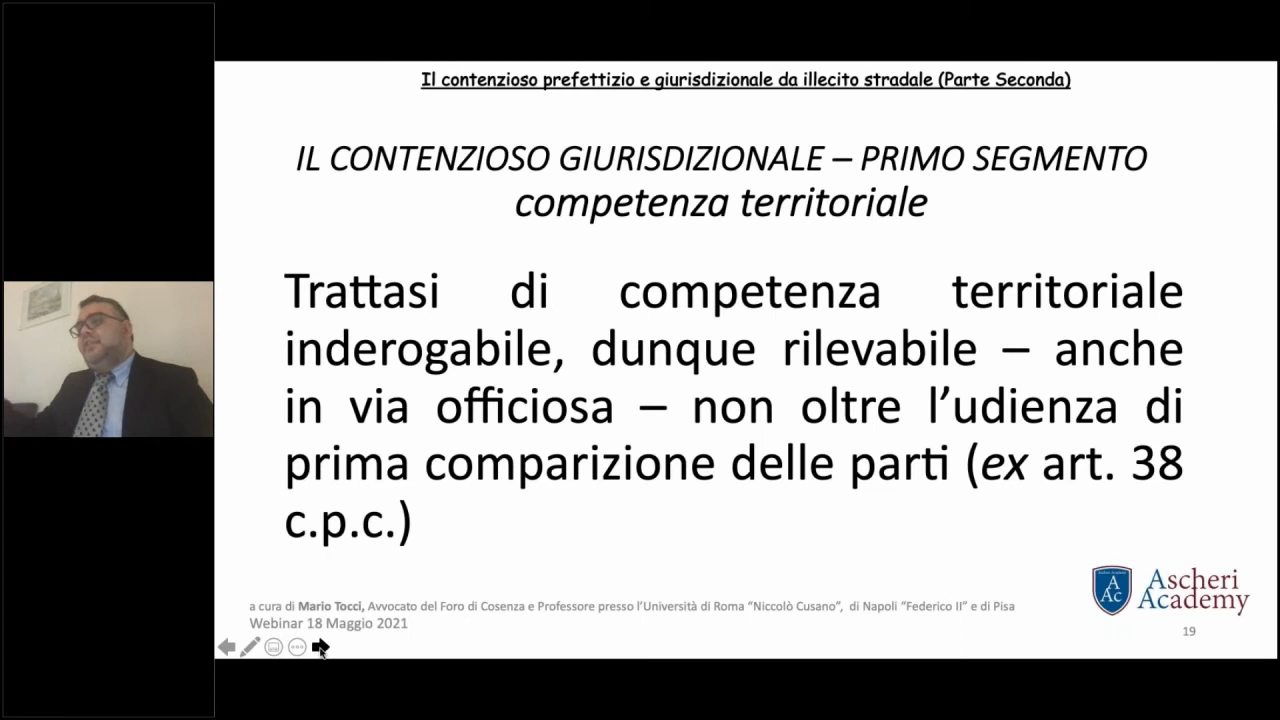 Il contenzioso prefettizio e giurisdizionale da illecito stradale (Parte Seconda)
IL CONTENZIOSO GIURISDIZIONALE – PRIMO SEGMENTO
competenza territoriale
Trattasi di competenza territoriale
inderogabile, dunque rilevabile – anche
in via officiosa – non oltre l’udienza di
prima comparizione delle parti (ex art. 38
c.p.c.)
A
Ac
Ascheri
Academy
a cura di Mario Tocci, Avvocato del Foro di Cosenza e Professore presso l’Università di Roma “Niccolò Cusano”, di Napoli “Federico II” e di Pisa
Webinar 18 Maggio 2021
19